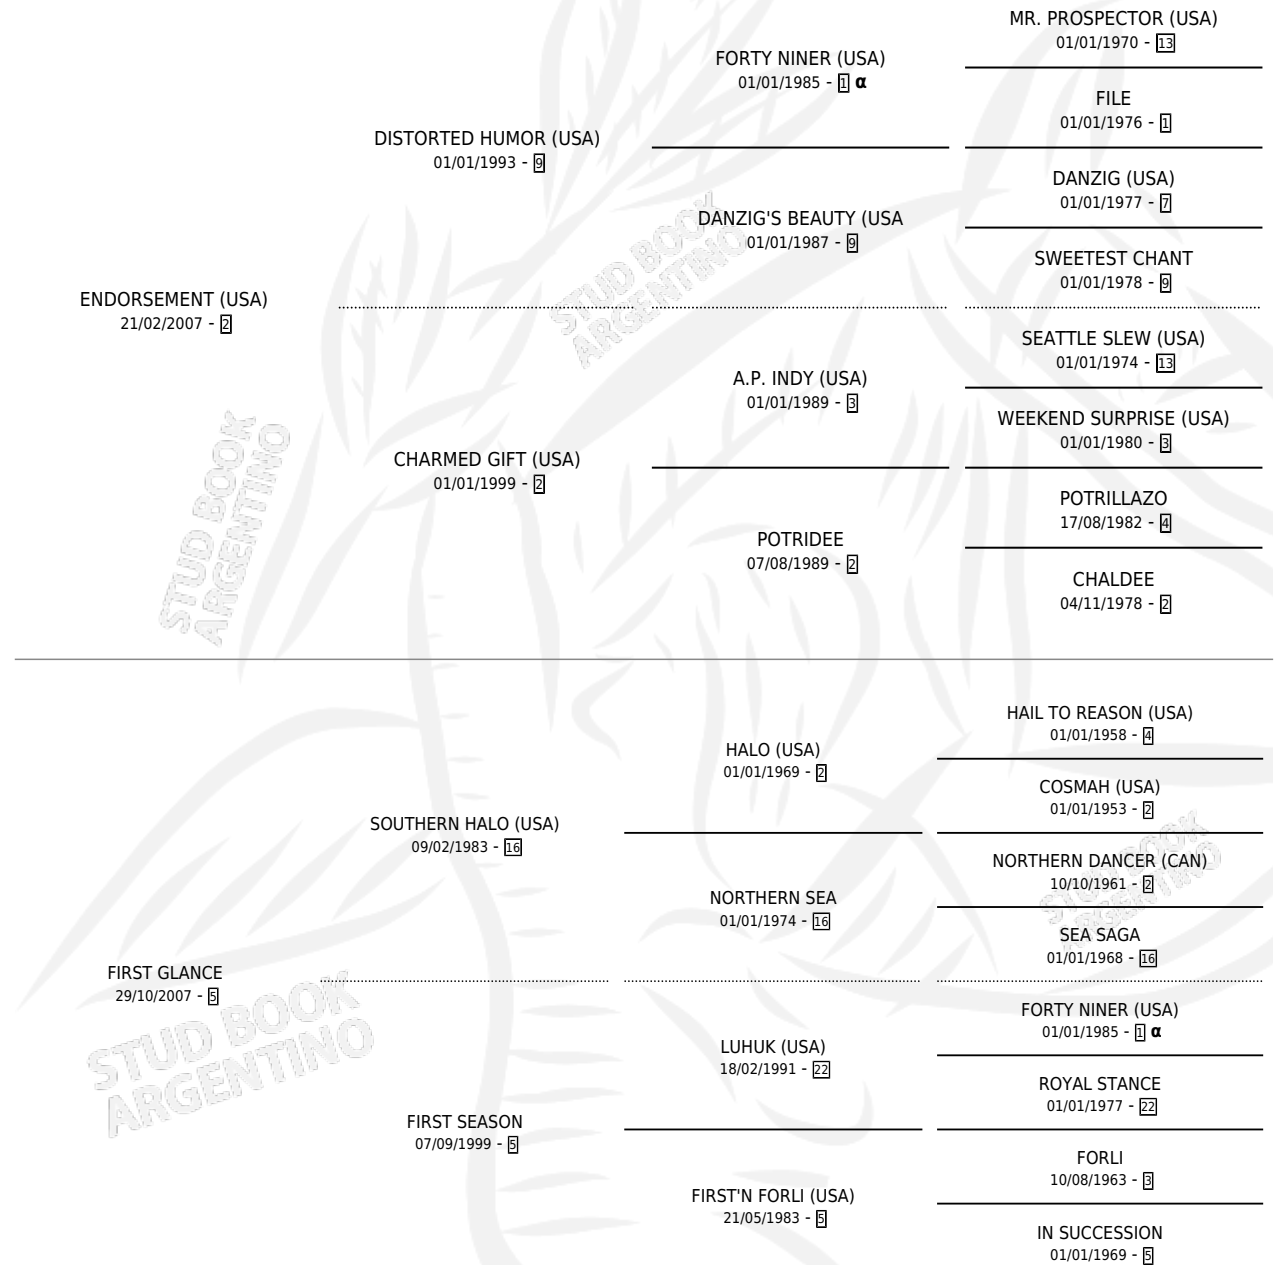 MR. PROSPECTOR (USA)
01/01/1970 - 13
FORTY NINER (USA)
01/01/1985 - 1 α
FILE
01/01/1976 - 1
DISTORTED HUMOR (USA)
01/01/1993 - 9
DANZIG (USA)
01/01/1977 - 7
DANZIG'S BEAUTY (USA
01/01/1987 - 9
SWEETEST CHANT
01/01/1978 - 9
ENDORSEMENT (USA)
21/02/2007 - 2
SEATTLE SLEW (USA)
01/01/1974 - 13
A.P. INDY (USA)
01/01/1989 - 3
WEEKEND SURPRISE (USA)
01/01/1980 - 3
CHARMED GIFT (USA)
01/01/1999 - 2
POTRILLAZO
17/08/1982 - 4
POTRIDEE
07/08/1989 - 2
CHALDEE
04/11/1978 - 2
HAIL TO REASON (USA)
01/01/1958 - 4
HALO (USA)
01/01/1969 - 2
COSMAH (USA)
01/01/1953 - 2
SOUTHERN HALO (USA)
09/02/1983 - 16
NORTHERN DANCER (CAN)
10/10/1961 - 2
NORTHERN SEA
01/01/1974 - 16
SEA SAGA
01/01/1968 - 16
FIRST GLANCE
29/10/2007 - 5
FORTY NINER (USA)
01/01/1985 - 1 α
LUHUK (USA)
18/02/1991 - 22
ROYAL STANCE
01/01/1977 - 22
FIRST SEASON
07/09/1999 - 5
FORLI
10/08/1963 - 3
FIRST'N FORLI (USA)
21/05/1983 - 5
IN SUCCESSION
01/01/1969 - 5
STUD BOOK
ARGENTINO
STUD BOOK
ARGENTINO
STUD BOOK
ARGENTINO
STUD BOOK
ARGENTINO